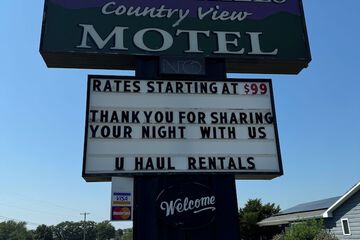 Country View
MOTEL
RATES STARTING AT $99
THANK YOU FOR SHARING
YOUR NIGHT WITH US
U HAUL RENTALS
VISA
Welcome